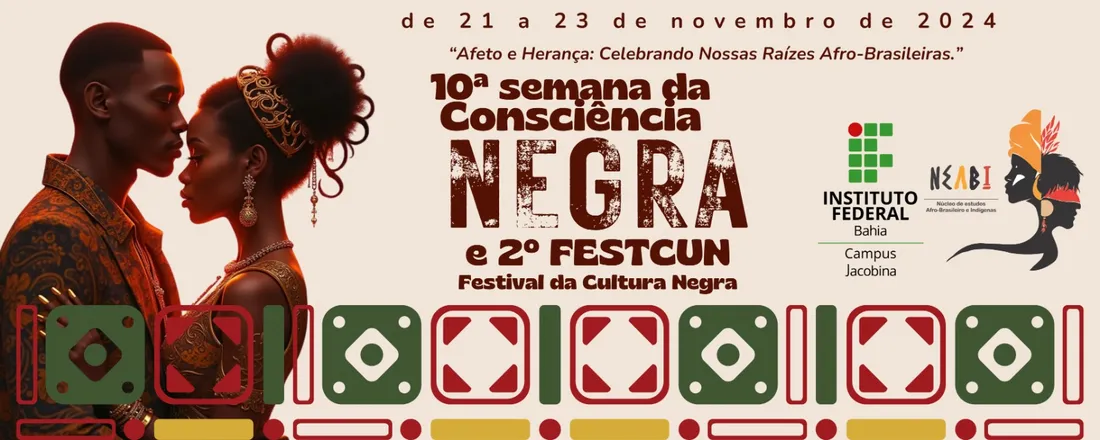 de 21 a 23 de novembro de 2024
“Afeto e Herança: Celebrando Nossas Raízes Afro-Brasileiras.”
10ª semana da
Consciência
NEGRA
e 2º FESTCUN
Festival da Cultura Negra
INSTITUTO
FEDERAL
Bahia
Campus
Jacobina
NEABI
Núcleo de estudos
Afro-Brasileiro e Indígenas